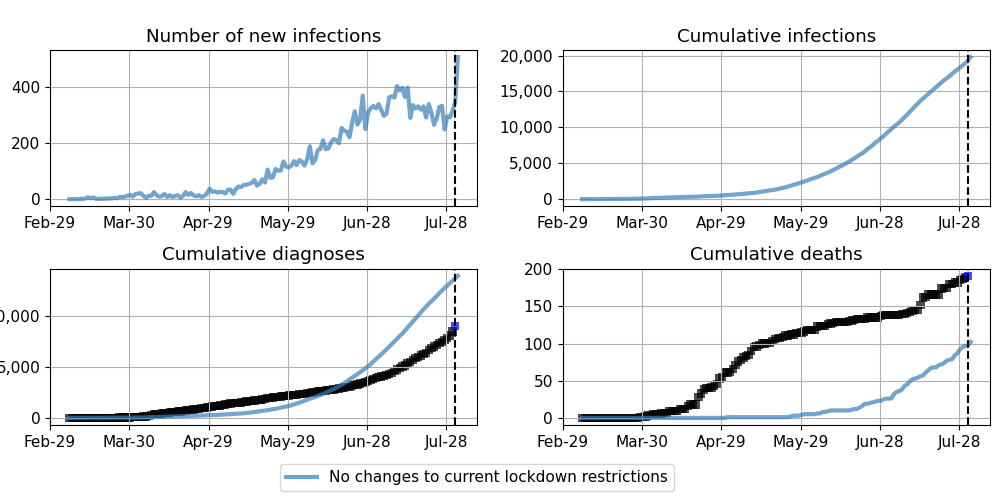 Number of new infections
Cumulative infections
400
200
0
Feb-29 Mar-30 Apr-29 May-29 Jun-28 Jul-28
20,000
15,000
10,000
5,000
0
Feb-29 Mar-30 Apr-29 May-29 Jun-28 Jul-28
Cumulative diagnoses
Cumulative deaths
0,000
5,000
0
Feb-29 Mar-30 Apr-29 May-29 Jun-28 Jul-28
200
150
100
50
0
Feb-29 Mar-30 Apr-29 May-29 Jun-28 Jul-28
No changes to current lockdown restrictions